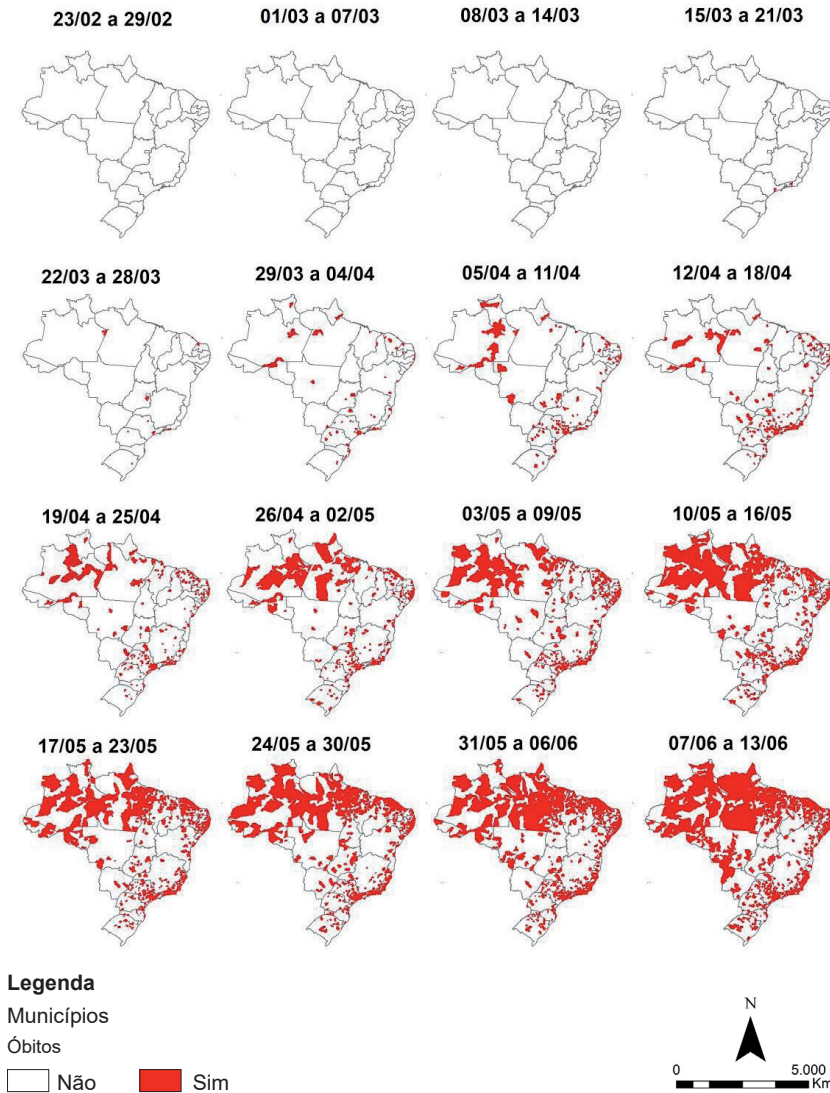 23/02 a 29/02
01/03 a 07/03
08/03 a 14/03
15/03 a 21/03
22/03 a 28/03
29/03 a 04/04
05/04 a 11/04
12/04 a 18/04
19/04 a 25/04
26/04 a 02/05
03/05 a 09/05
10/05 a 16/05
17/05 a 23/05
24/05 a 30/05
31/05 a 06/06
07/06 a 13/06
Legenda
Municípios
Óbitos
Não
Sim
N
0
5.000
Km